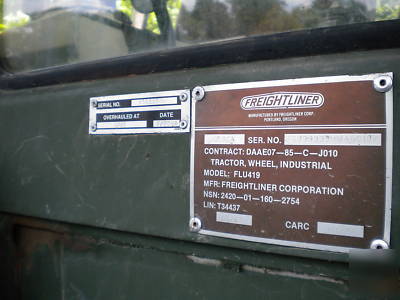 SERIAL NO.
OVERHAULED AT DATE
FREIGHTLINER
MANUFACTURED BY FREIGHTLINER CORP.
PORTLAND, OREGON
SER. NO.
CONTRACT: DAAE07-85-C-J010
TRACTOR, WHEEL, INDUSTRIAL
MODEL: FLU419
MFR: FREIGHTLINER CORPORATION
NSN: 2420-01-160-2754
LIN: T34437
CARC